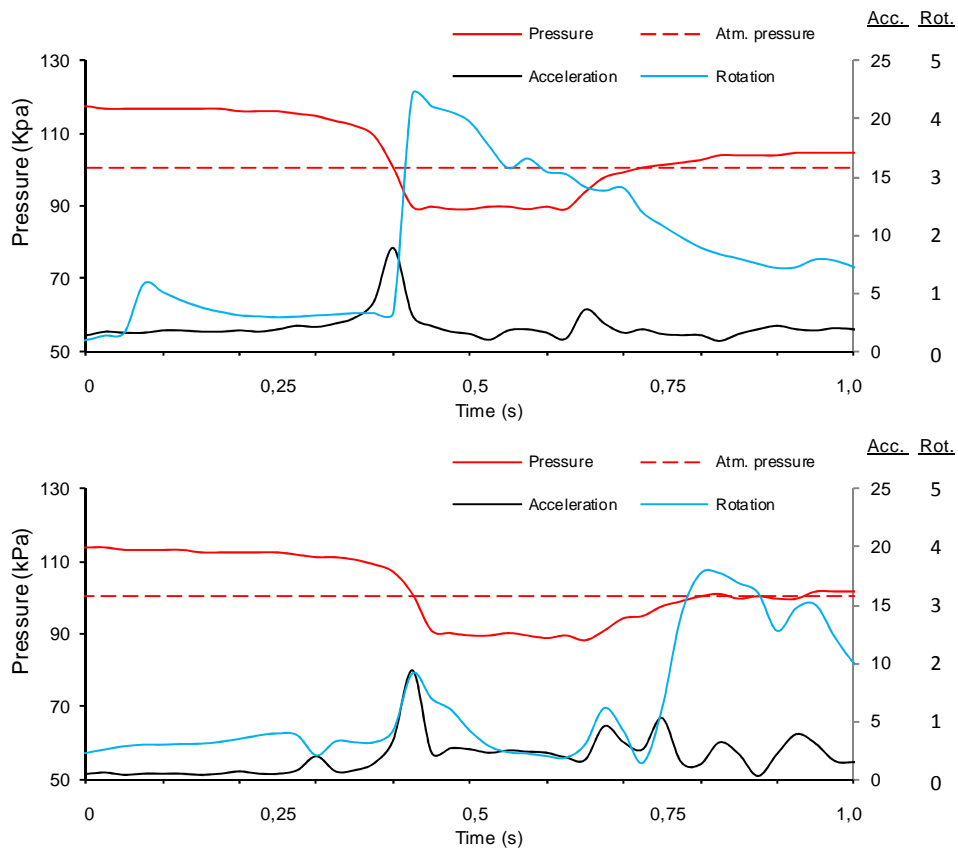 Acc. Rot.
Pressure Atm. pressure
Acceleration Rotation
130 25 5
110 20 4
90 15 3
10 2
70
5 1
50 0 0
Pressure (Kpa)
0 0,25 0,5 0,75 1,0
Time (s)
Acc. Rot.
Pressure Atm. pressure
Acceleration Rotation
130 25 5
110 20 4
90 15 3
10 2
70
5 1
50 0 0
Pressure (kPa)
0 0,25 0,5 0,75 1,0
Time (s)